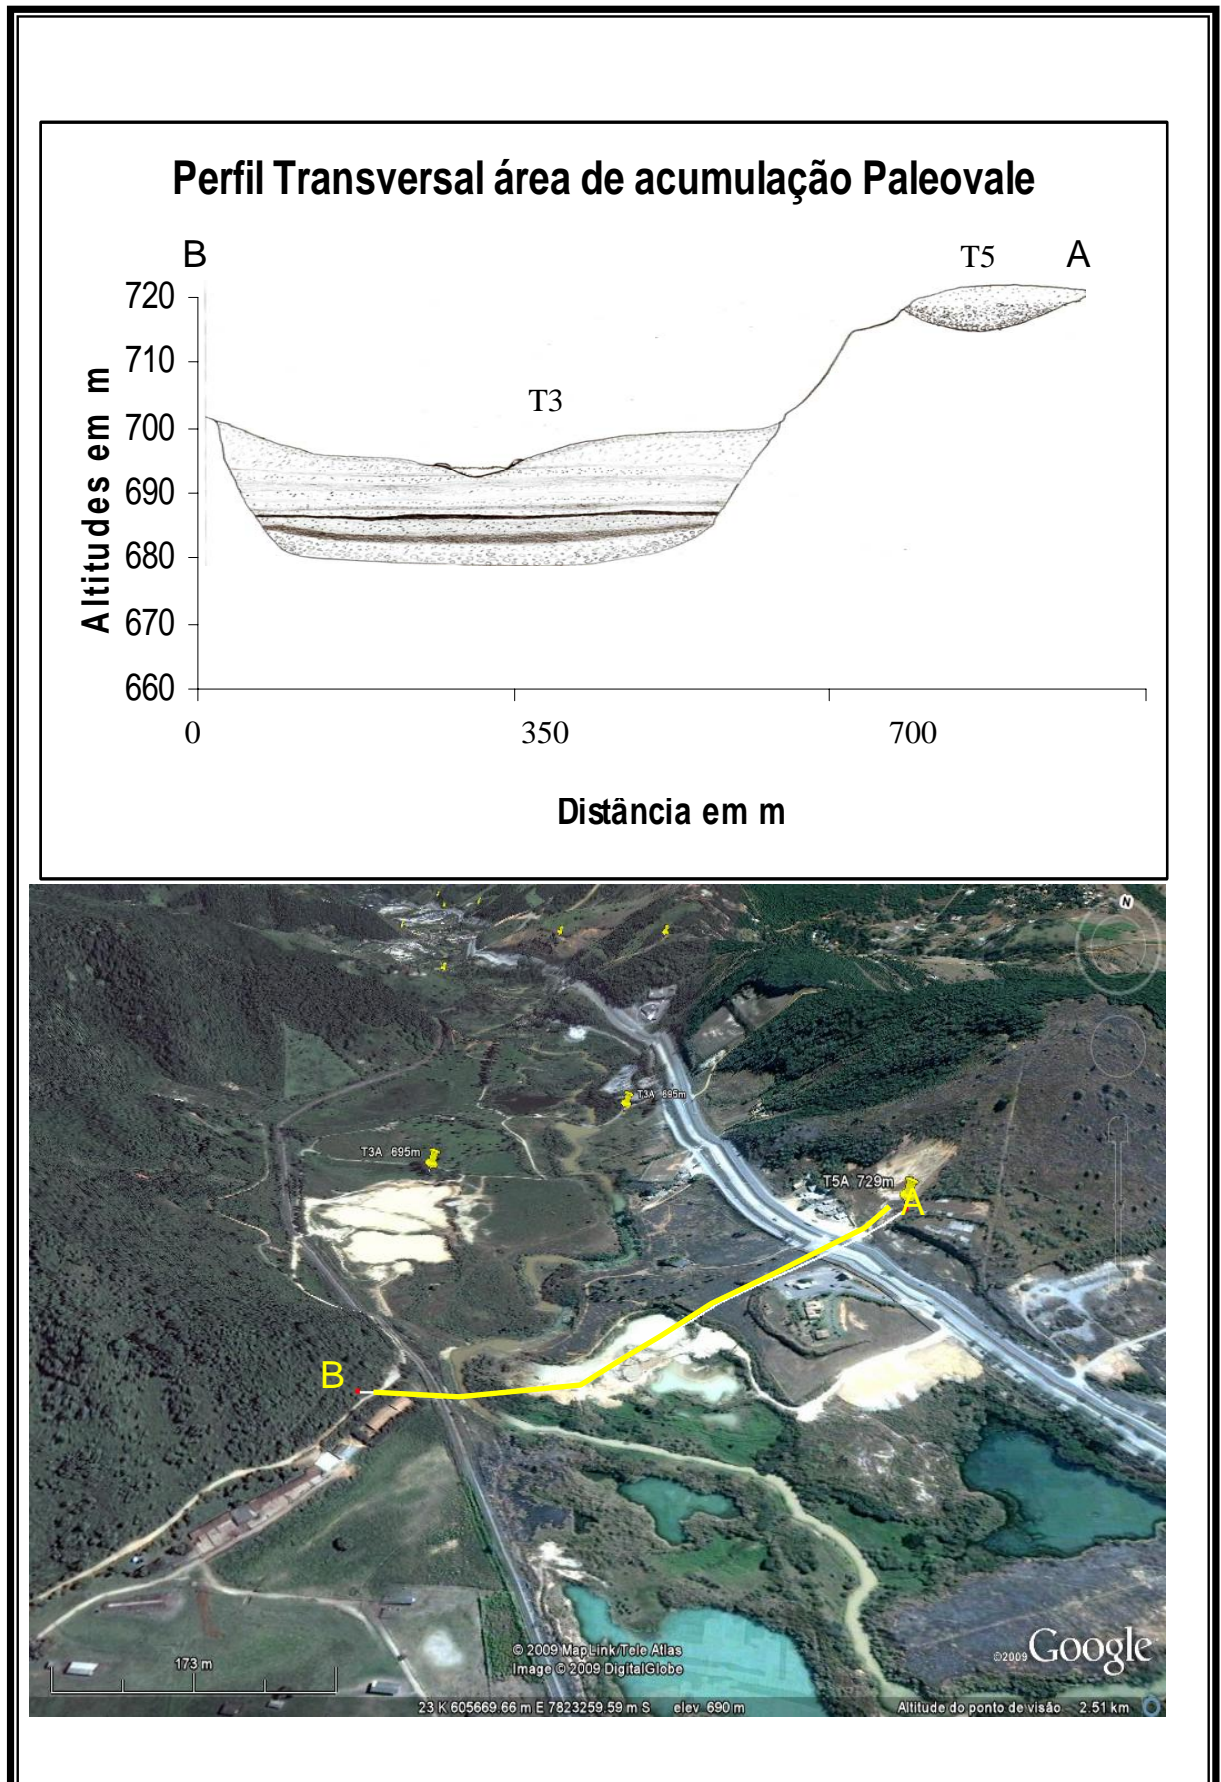 Perfil Transversal área de acumulação Paleovale
B
T5
A
720
710
T3
700
690
680
670
660
Altitudes em m
0
350
700
Distância em m
N
T3A 695m
T3A 695m
T5A 729m
A
B
173 m
© 2009 MapLink/Tele Atlas
Image © 2009 DigitalGlobe
©2009 Google
23 K 605669.66 m E 7823259.59 m S elev 690 m
Altitude do ponto de visão 2.51 km